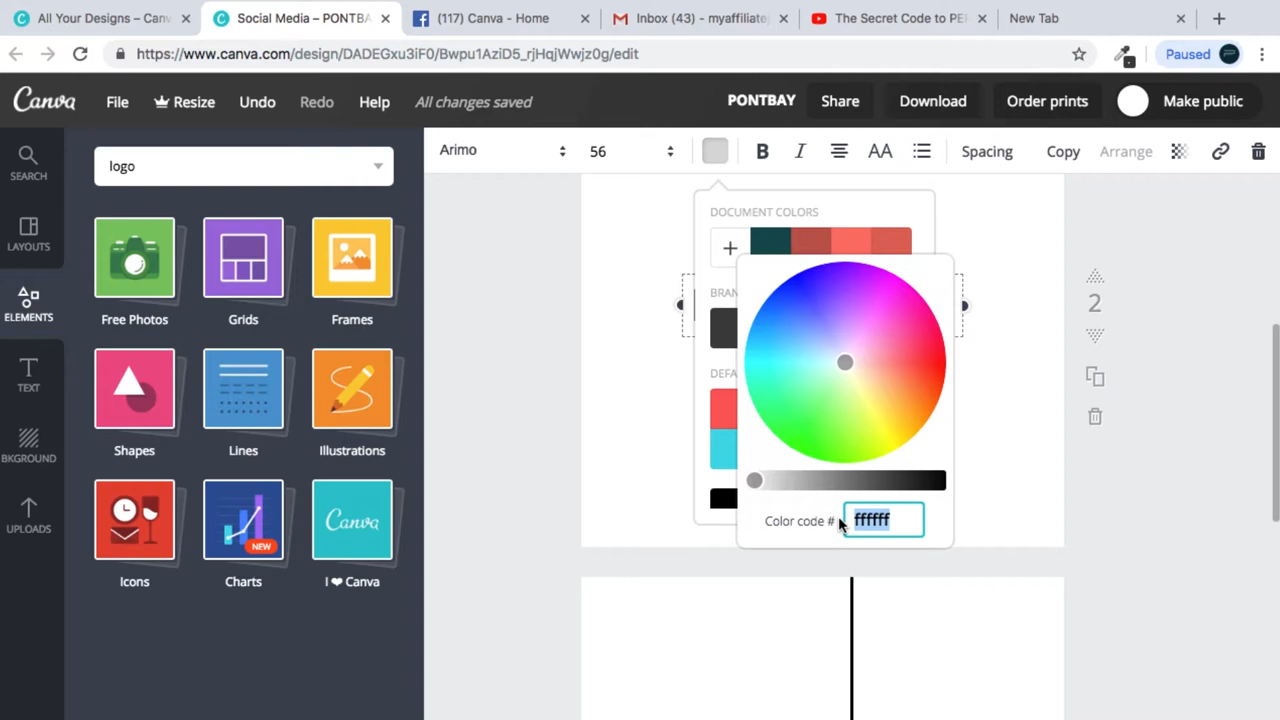 All Your Designs – Canv
Social Media – PONTBA
(117) Canva - Home
Inbox (43) - myaffiliate
The Secret Code to PER
New Tab
https://www.canva.com/design/DADEGxu3iF0/Bwpu1AziD5_rjHqjWwjz0g/edit
Paused
Canva
File
Resize
Undo
Redo
Help
All changes saved
PONTBAY
Share
Download
Order prints
Make public
SEARCH
LAYOUTS
ELEMENTS
TEXT
BKGROUND
UPLOADS
logo
Free Photos
Grids
Frames
Shapes
Lines
Illustrations
NEW
Canva
Icons
Charts
I ❤ Canva
Arimo
56
B
I
AA
Spacing
Copy
Arrange
DOCUMENT COLORS
+
BRAN
DEFA
Color code #
ffffff
2